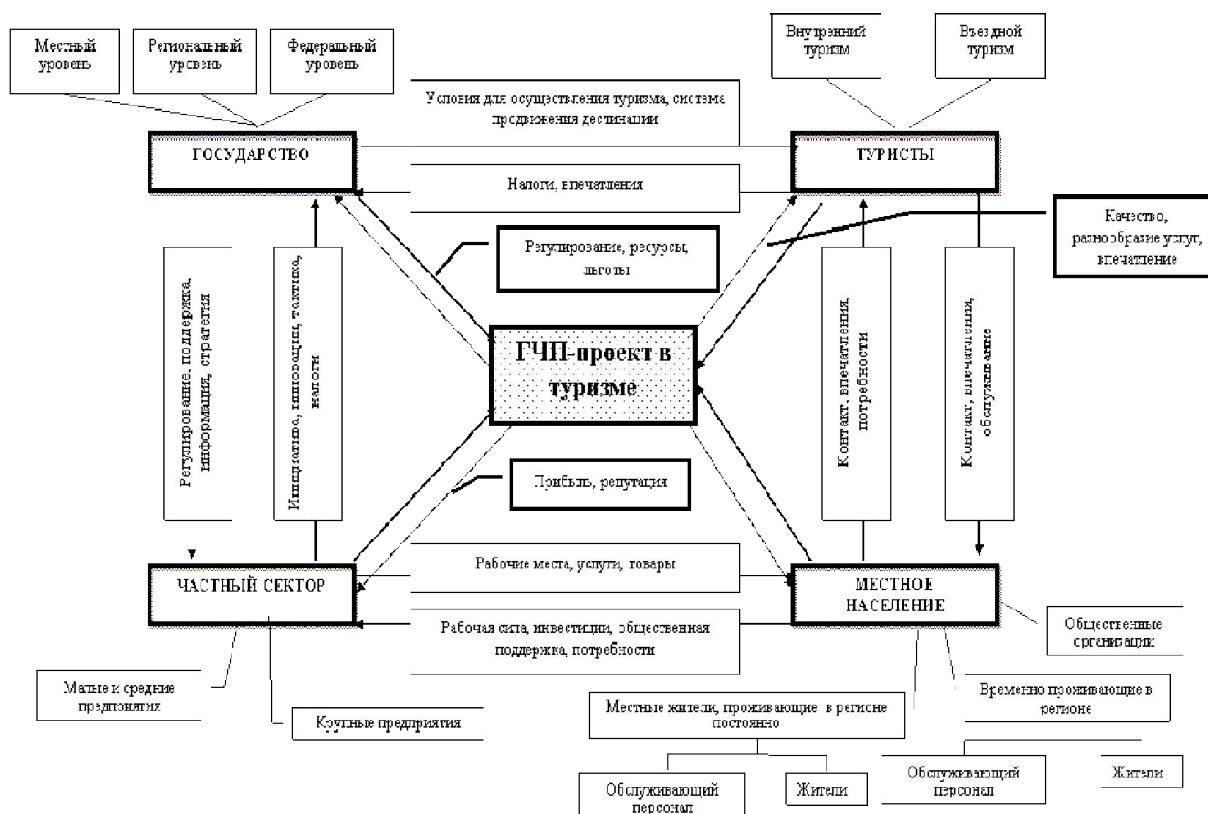 Местный
уровень
Региональный
уровень
Федеральный
уровень
Внутренний
туризм
Въездной
туризм
Условия для осуществления туризма, система
продвижения дестинации
ГОСУДАРСТВО
ТУРИСТЫ
Налоги, впечатления
Качество,
разнообразие услуг,
впечатление
Регулирование, ресурсы,
льготы
Регулирование, поддержка,
информация, стратегия
Инициатива, инновации, тактика,
налоги
ГЧП-проект в
туризме
Контакт, впечатления,
потребности
Контакт, впечатления,
обслуживание
Прибыль, репутация
Рабочие места, услуги, товары
ЧАСТНЫЙ СЕКТОР
МЕСТНОЕ
НАСЕЛЕНИЕ
Рабочая сила, инвестиции, общественная
поддержка, потребности
Общественные
организации
Малые и средние
предпиятия
Крупные предприятия
Местные жители, проживающие в регионе
постоянно
Временно проживающие в
регионе
Обслуживающий
персонал
Жители
Обслуживающий
персонал
Жители